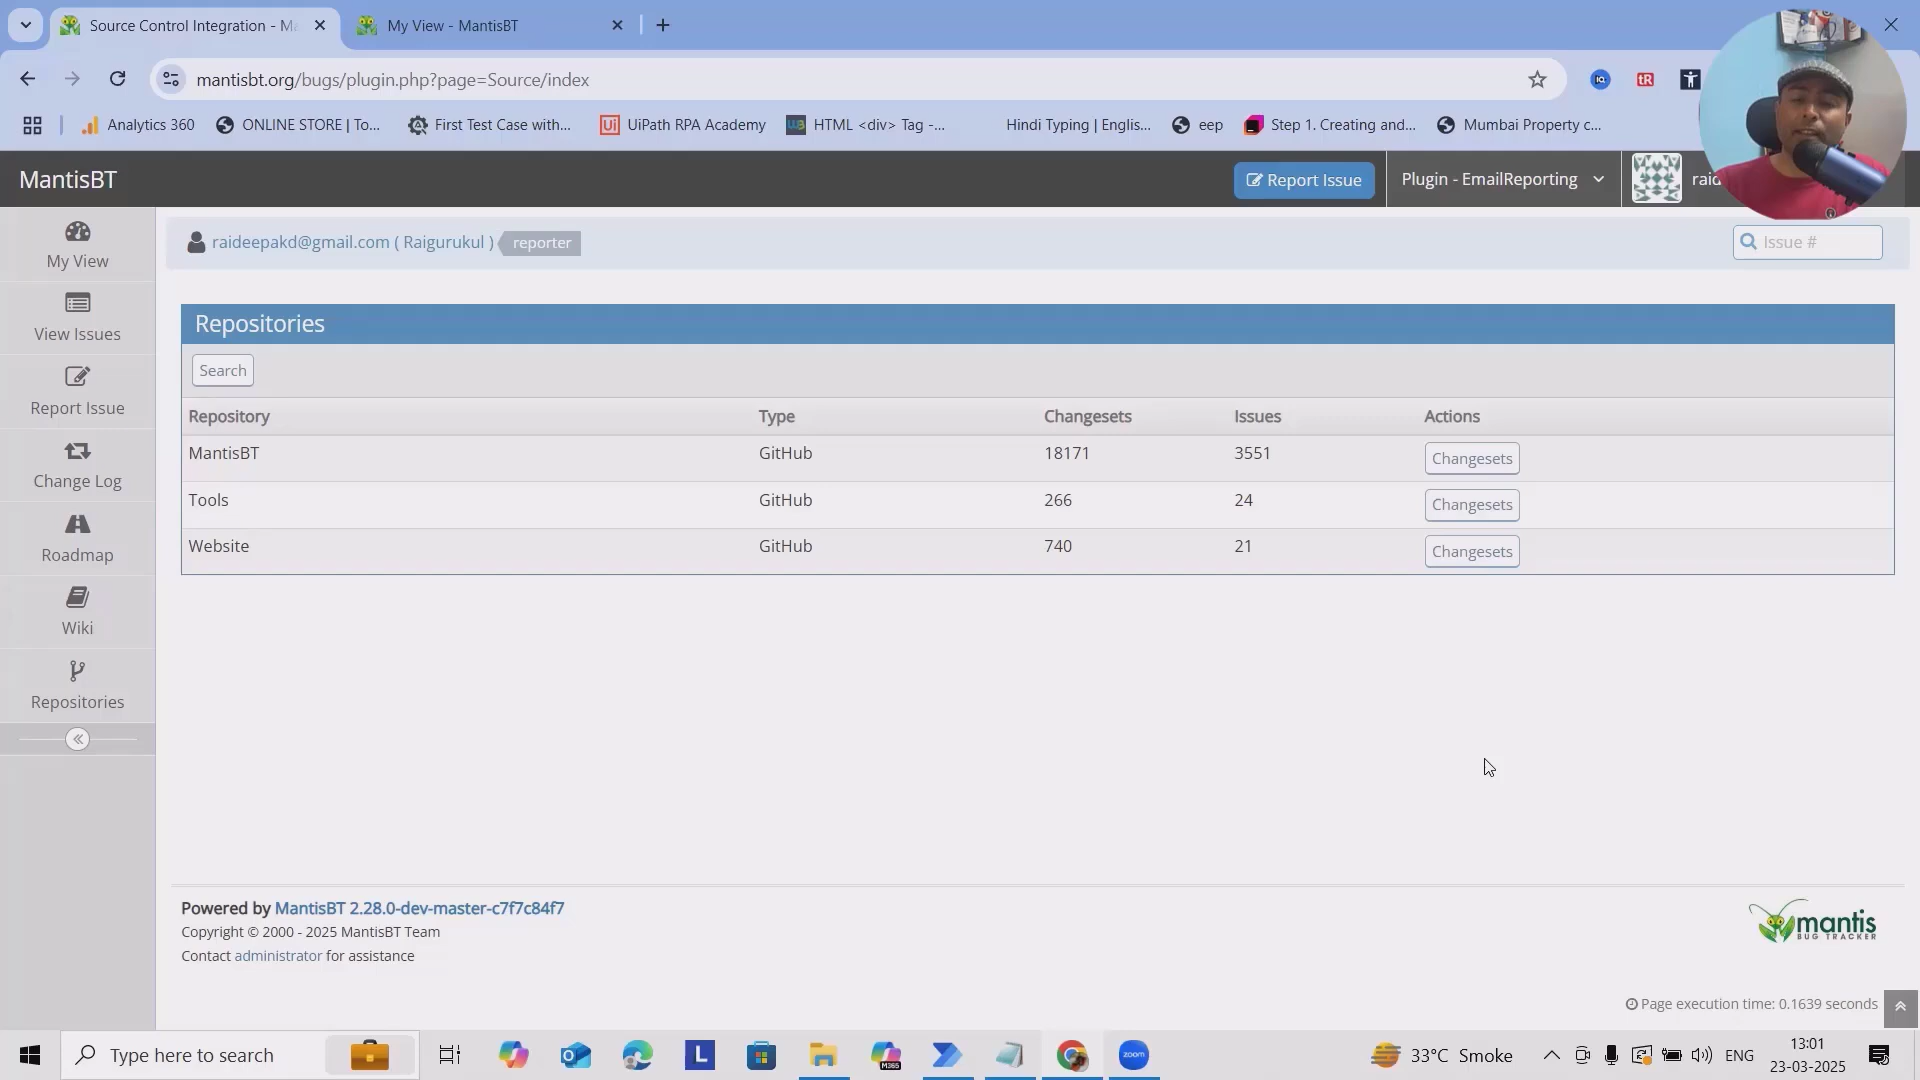 Source Control Integration - Ma
My View - MantisBT
mantisbt.org/bugs/plugin.php?page=Source/index
tR
Analytics 360
ONLINE STORE | To...
First Test Case with...
Ui
UiPath RPA Academy
HTML <div> Tag -...
Hindi Typing | Englis...
eep
Step 1. Creating and...
Mumbai Property c...
MantisBT
Report Issue
Plugin - EmailReporting
raid
My View
View Issues
Report Issue
Change Log
Roadmap
Wiki
Repositories
raideepakd@gmail.com ( Raigurukul )
reporter
Issue #
Repositories
Search
Repository Type Changesets Issues Actions
MantisBT GitHub 18171 3551 Changesets
Tools GitHub 266 24 Changesets
Website GitHub 740 21 Changesets
Powered by MantisBT 2.28.0-dev-master-c7f7c84f7
Copyright © 2000 - 2025 MantisBT Team
Contact administrator for assistance
mantis
BUG TRACKER
Page execution time: 0.1639 seconds
Type here to search
L
M365
zoom
33°C Smoke
ENG
13:01
23-03-2025